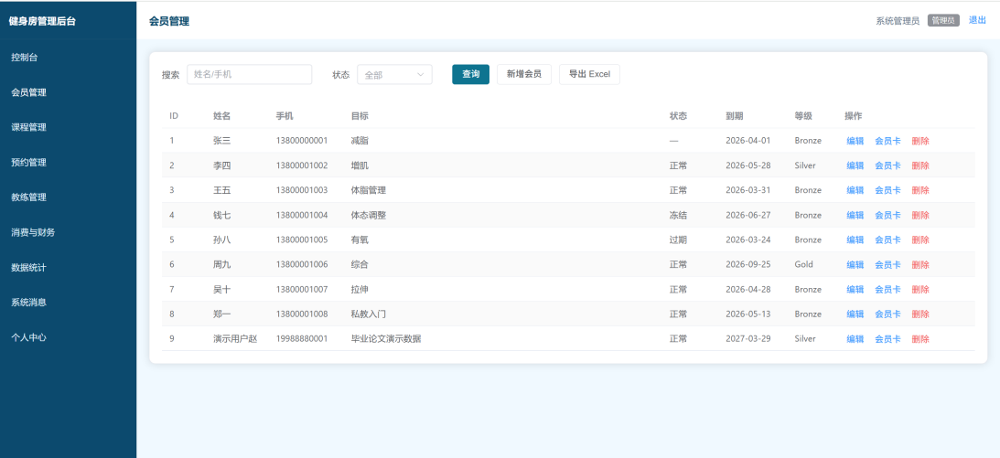 健身房管理后台 会员管理 系统管理员 管理员 退出
控制台
会员管理
课程管理
预约管理
教练管理
消费与财务
数据统计
系统消息
个人中心
搜索 姓名/手机 状态 全部 查询 新增会员 导出 Excel
ID 姓名 手机 目标 状态 到期 等级 操作
1 张三 13800000001 减脂 — 2026-04-01 Bronze 编辑 会员卡 删除
2 李四 13800001002 增肌 正常 2026-05-28 Silver 编辑 会员卡 删除
3 王五 13800001003 体脂管理 正常 2026-03-31 Bronze 编辑 会员卡 删除
4 钱七 13800001004 体态调整 冻结 2026-06-27 Bronze 编辑 会员卡 删除
5 孙八 13800001005 有氧 过期 2026-03-24 Bronze 编辑 会员卡 删除
6 周九 13800001006 综合 正常 2026-09-25 Gold 编辑 会员卡 删除
7 吴十 13800001007 拉伸 正常 2026-04-28 Bronze 编辑 会员卡 删除
8 郑一 13800001008 私教入门 正常 2026-05-13 Bronze 编辑 会员卡 删除
9 演示用户赵 19988880001 毕业论文演示数据 正常 2027-03-29 Silver 编辑 会员卡 删除